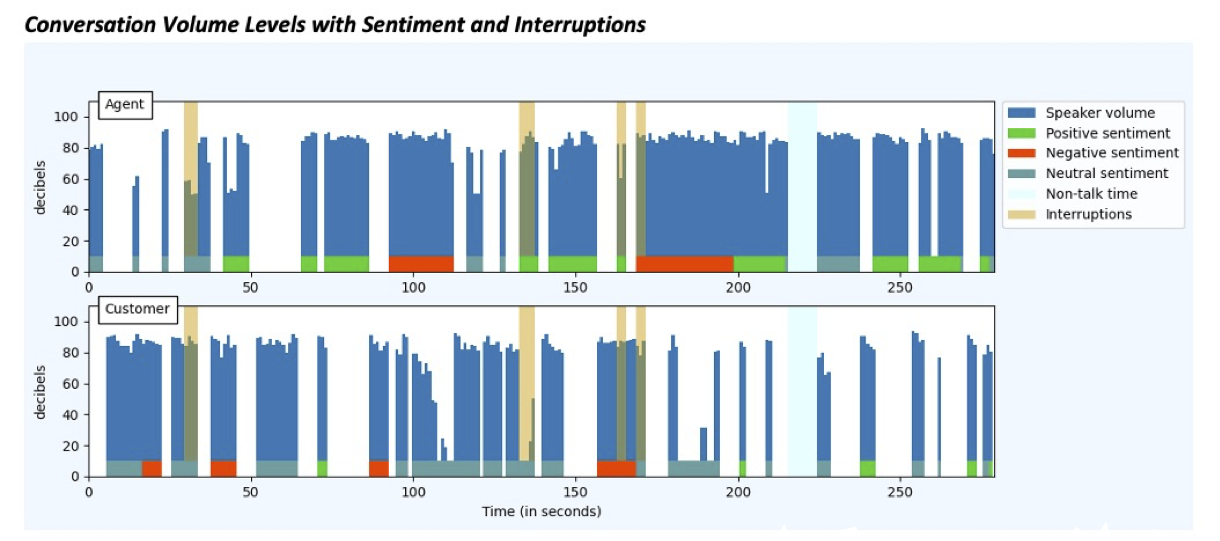 Conversation Volume Levels with Sentiment and Interruptions
Agent
100
80
60
40
20
0
decibels
0 50 100 150 200 250
Speaker volume
Positive sentiment
Negative sentiment
Neutral sentiment
Non-talk time
Interruptions
Customer
100
80
60
40
20
0
decibels
0 50 100 150 200 250
Time (in seconds)